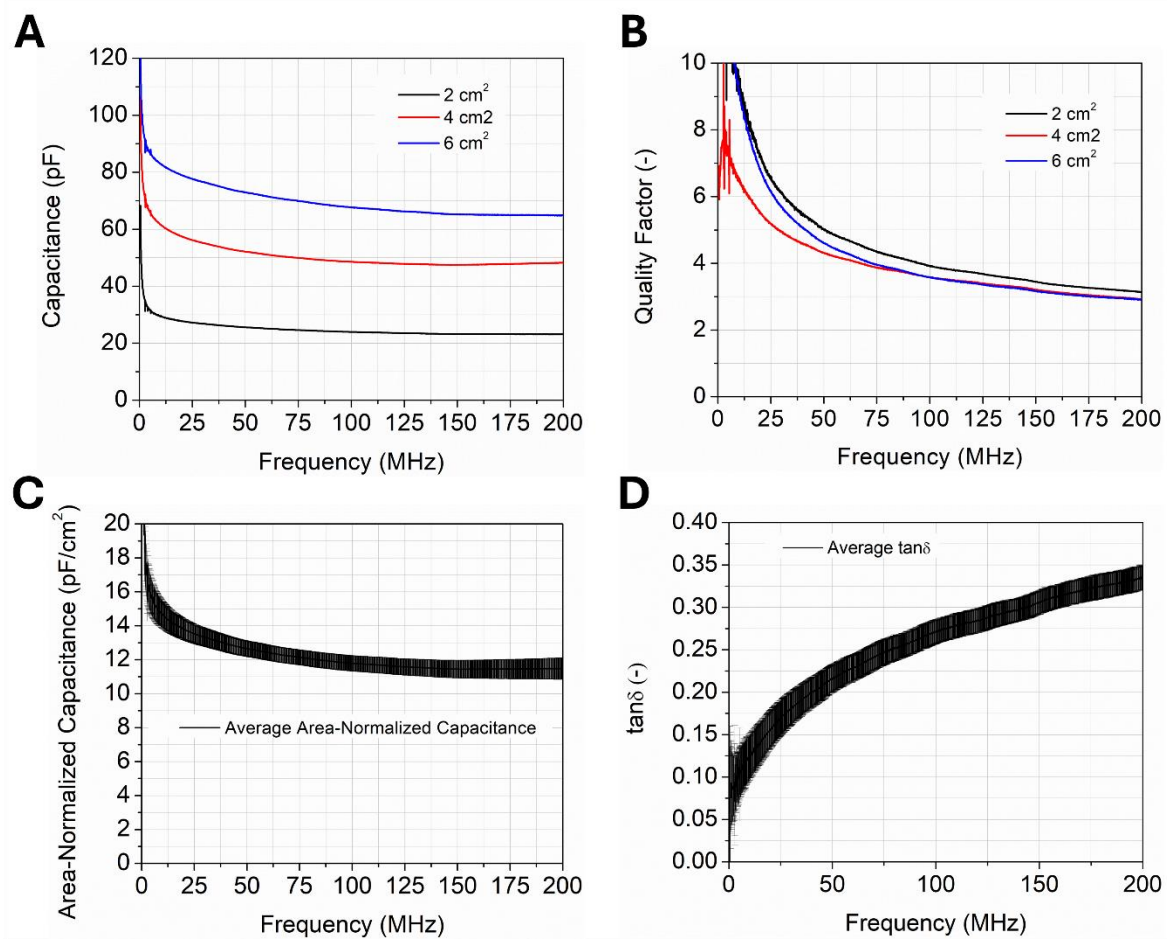 A
Capacitance (pF)
120
100
80
60
40
20
0
2 cm²
4 cm2
6 cm²
0 25 50 75 100 125 150 175 200
Frequency (MHz)
B
Quality Factor (-)
10
8
6
4
2
0
2 cm²
4 cm2
6 cm²
0 25 50 75 100 125 150 175 200
Frequency (MHz)
C
Area-Normalized Capacitance (pF/cm²)
20
18
16
14
12
10
8
6
4
2
0
Average Area-Normalized Capacitance
0 25 50 75 100 125 150 175 200
Frequency (MHz)
D
tanδ (-)
0.40
0.35
0.30
0.25
0.20
0.15
0.10
0.05
0.00
Average tanδ
0 50 100 150 200
Frequency (MHz)